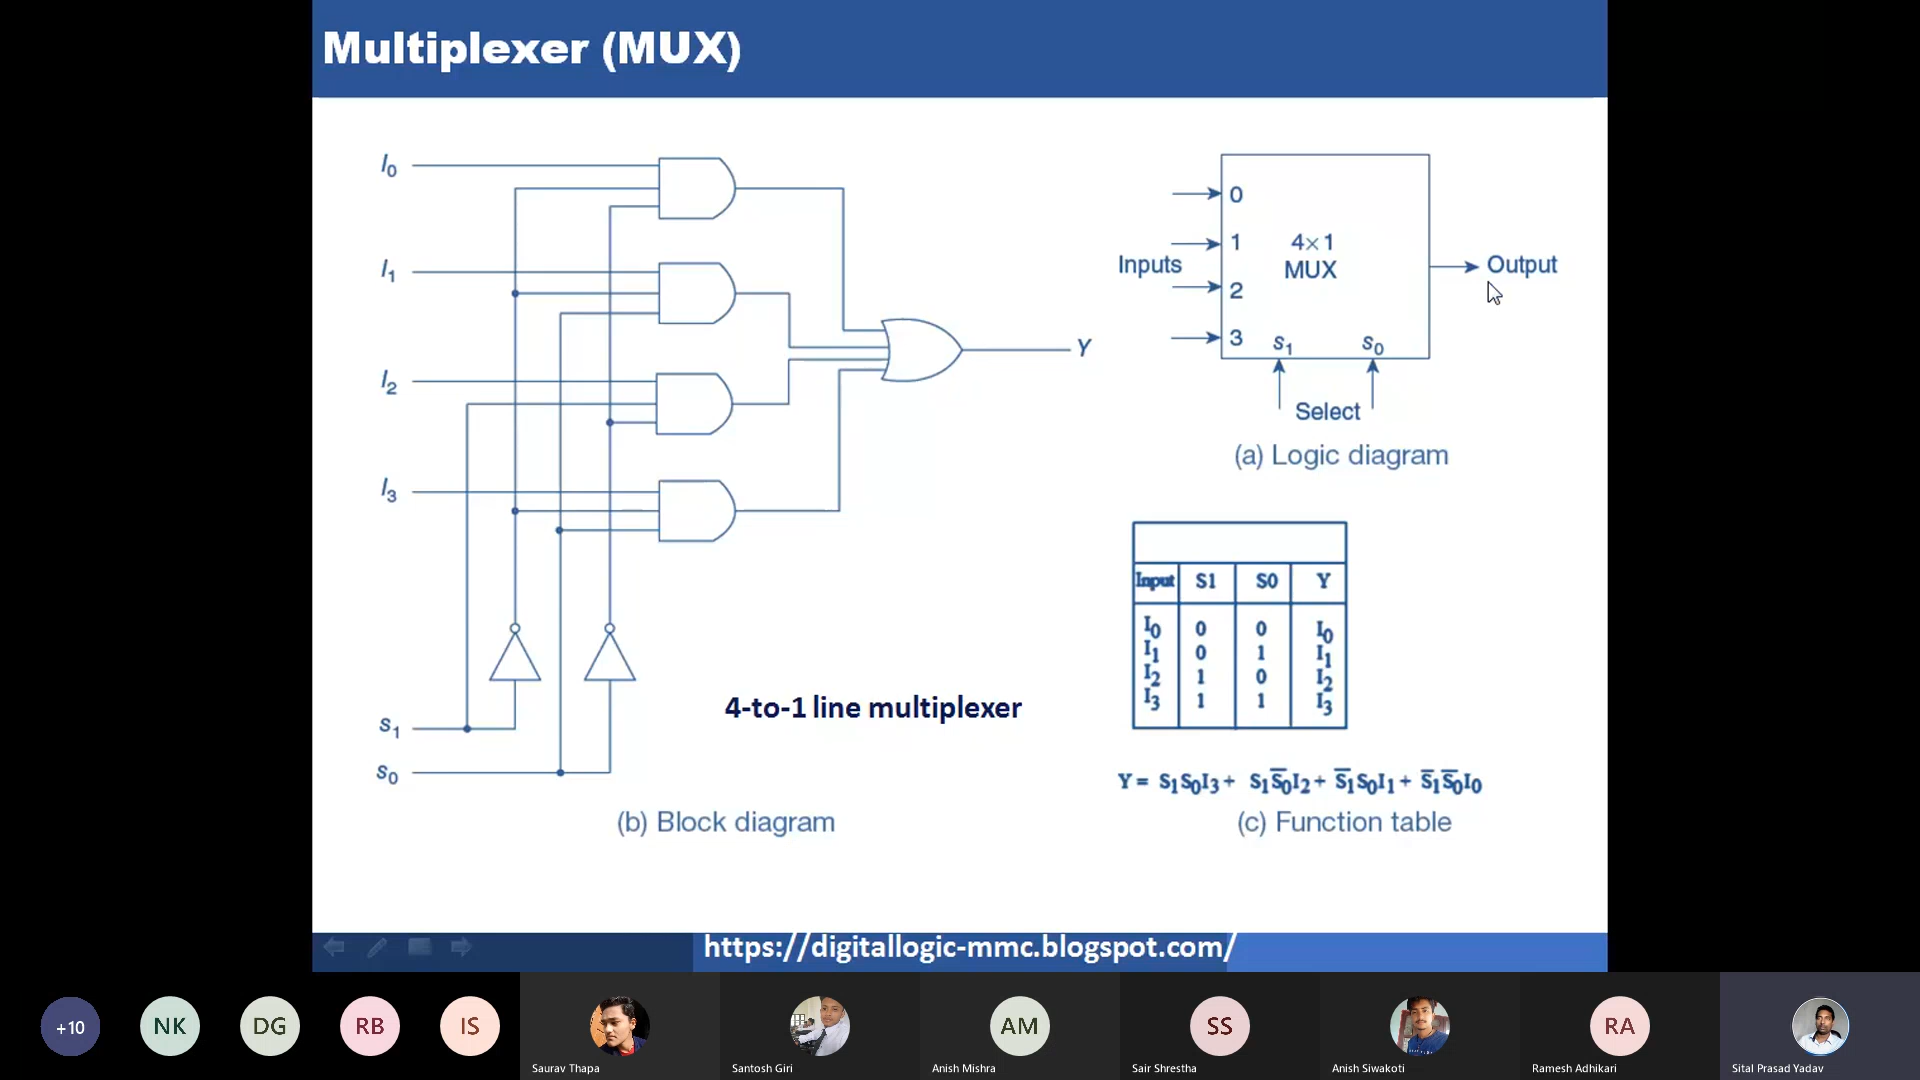 Multiplexer (MUX)
I0
I1
I2
I3
S1
S0
Y
4-to-1 line multiplexer
(b) Block diagram
0
1
2
3
Inputs
4×1
MUX
S1 S0
Output
Select
(a) Logic diagram
Input S1 S0 Y
I0 0 0 I0
I1 0 1 I1
I2 1 0 I2
I3 1 1 I3
Y = S1S0I3 + S1S̅0I2 + S̅1S0I1 + S̅1S̅0I0
(c) Function table
https://digitallogic-mmc.blogspot.com/
+10 NK DG RB IS AM SS RA
Saurav Thapa Santosh Giri Anish Mishra Sair Shrestha Anish Siwakoti Ramesh Adhikari Sital Prasad Yadav